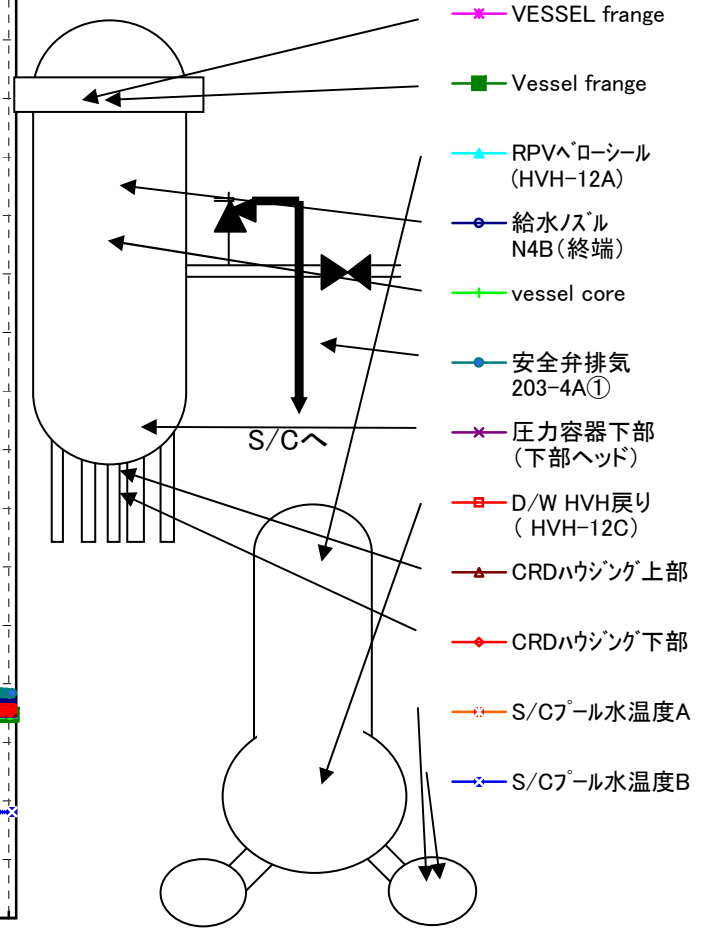 VESSEL frange
Vessel frange
RPVﾍﾞﾛｰｼｰﾙ
(HVH-12A)
給水ﾉｽﾞﾙ
N4B(終端)
vessel core
安全弁排気
203-4A①
圧力容器下部
(下部ヘッド)
D/W HVH戻り
( HVH-12C)
CRDﾊｳｼﾞﾝｸﾞ上部
CRDﾊｳｼﾞﾝｸﾞ下部
S/Cﾌﾟｰﾙ水温度A
S/Cﾌﾟｰﾙ水温度B
S/Cへ